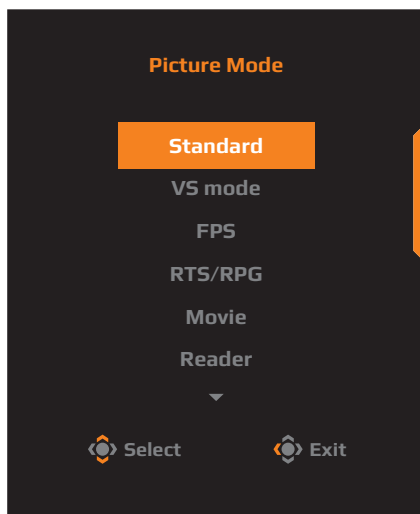 Picture Mode
Standard
VS mode
FPS
RTS/RPG
Movie
Reader
Select Exit